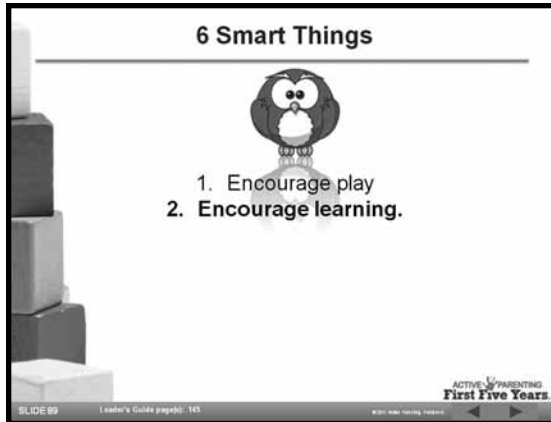 6 Smart Things
1. Encourage play
2. Encourage learning.
ACTIVE PARENTING
First Five Years
SLIDE 89
Leader's Guide page(s): 145